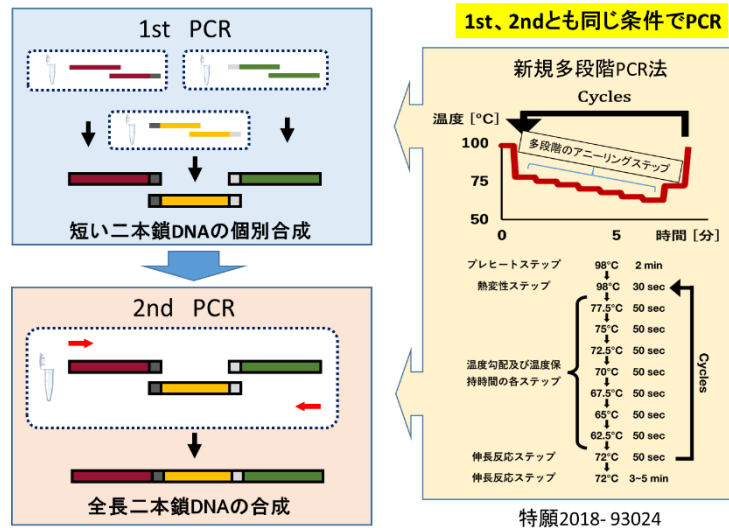 1st PCR
短い二本鎖DNAの個別合成
2nd PCR
全長二本鎖DNAの合成
1st、2ndとも同じ条件でPCR
新規多段階PCR法
Cycles
温度 [°C]
多段階のアニーリングステップ
100
75
50
0
5
時間 [分]
プレヒートステップ 98°C 2 min
熱変性ステップ 98°C 30 sec
77.5°C 50 sec
75°C 50 sec
72.5°C 50 sec
温度勾配及び温度保 70°C 50 sec
持時間の各ステップ 67.5°C 50 sec
65°C 50 sec
62.5°C 50 sec
伸長反応ステップ 72°C 50 sec
伸長反応ステップ 72°C 3~5 min
Cycles
特願2018- 93024